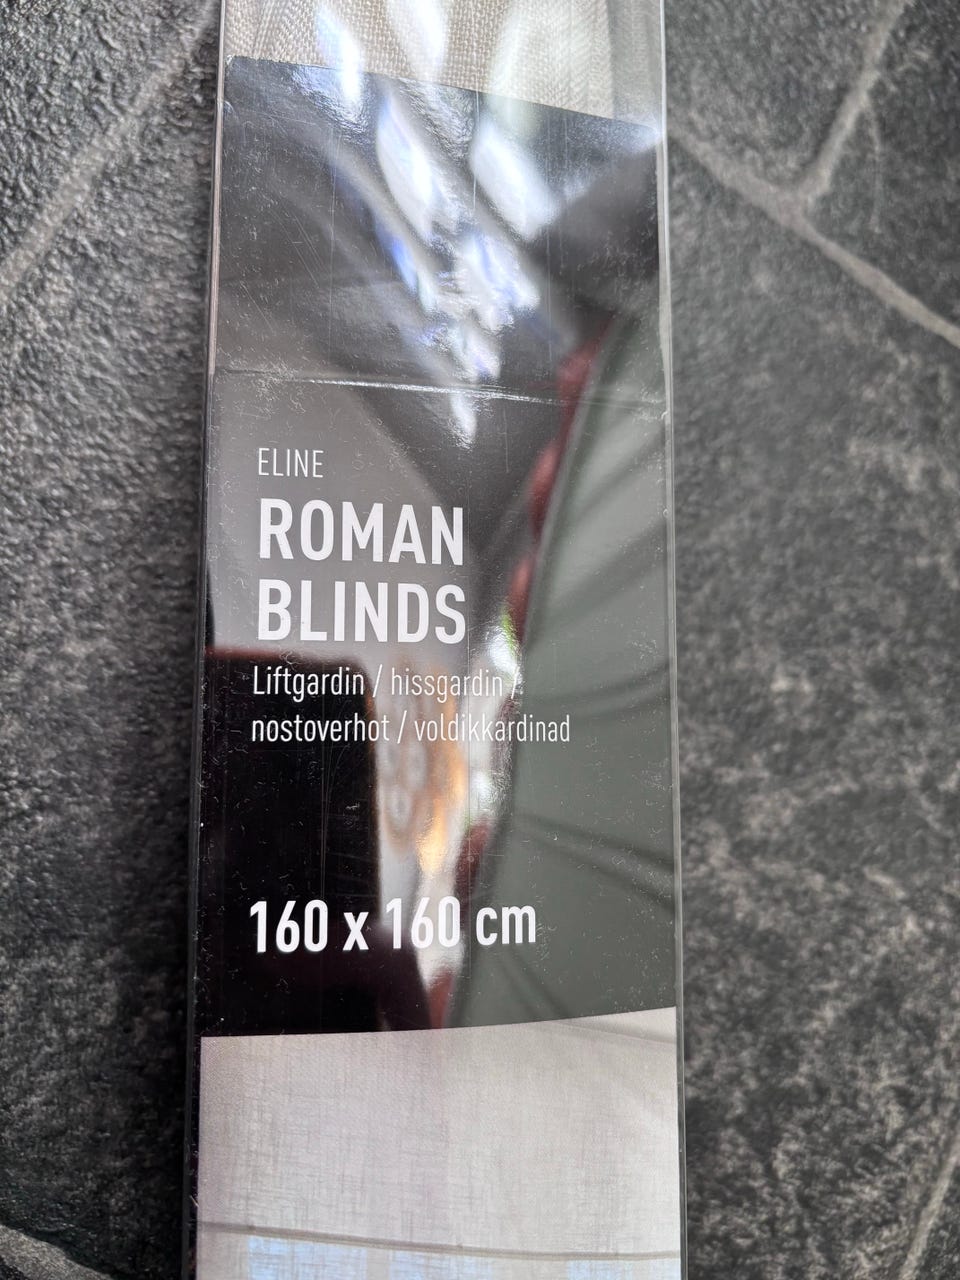 ELINE
ROMAN
BLINDS
Liftgardin / hissgardin /
nostoverhot / voldikkardinad
160 x 160 cm